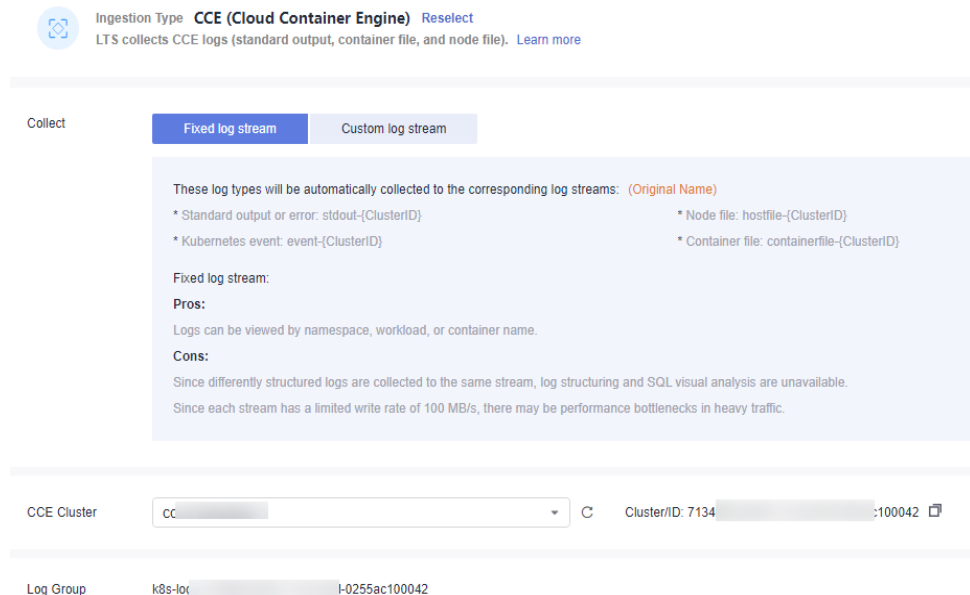 Ingestion Type CCE (Cloud Container Engine) Reselect
LTS collects CCE logs (standard output, container file, and node file). Learn more
Collect
Fixed log stream Custom log stream
These log types will be automatically collected to the corresponding log streams: (Original Name)
* Standard output or error: stdout-{ClusterID} * Node file: hostfile-{ClusterID}
* Kubernetes event: event-{ClusterID} * Container file: containerfile-{ClusterID}
Fixed log stream:
Pros:
Logs can be viewed by namespace, workload, or container name.
Cons:
Since differently structured logs are collected to the same stream, log structuring and SQL visual analysis are unavailable.
Since each stream has a limited write rate of 100 MB/s, there may be performance bottlenecks in heavy traffic.
CCE Cluster Cluster/ID: 7134 c100042
Log Group k8s-log -0255ac100042